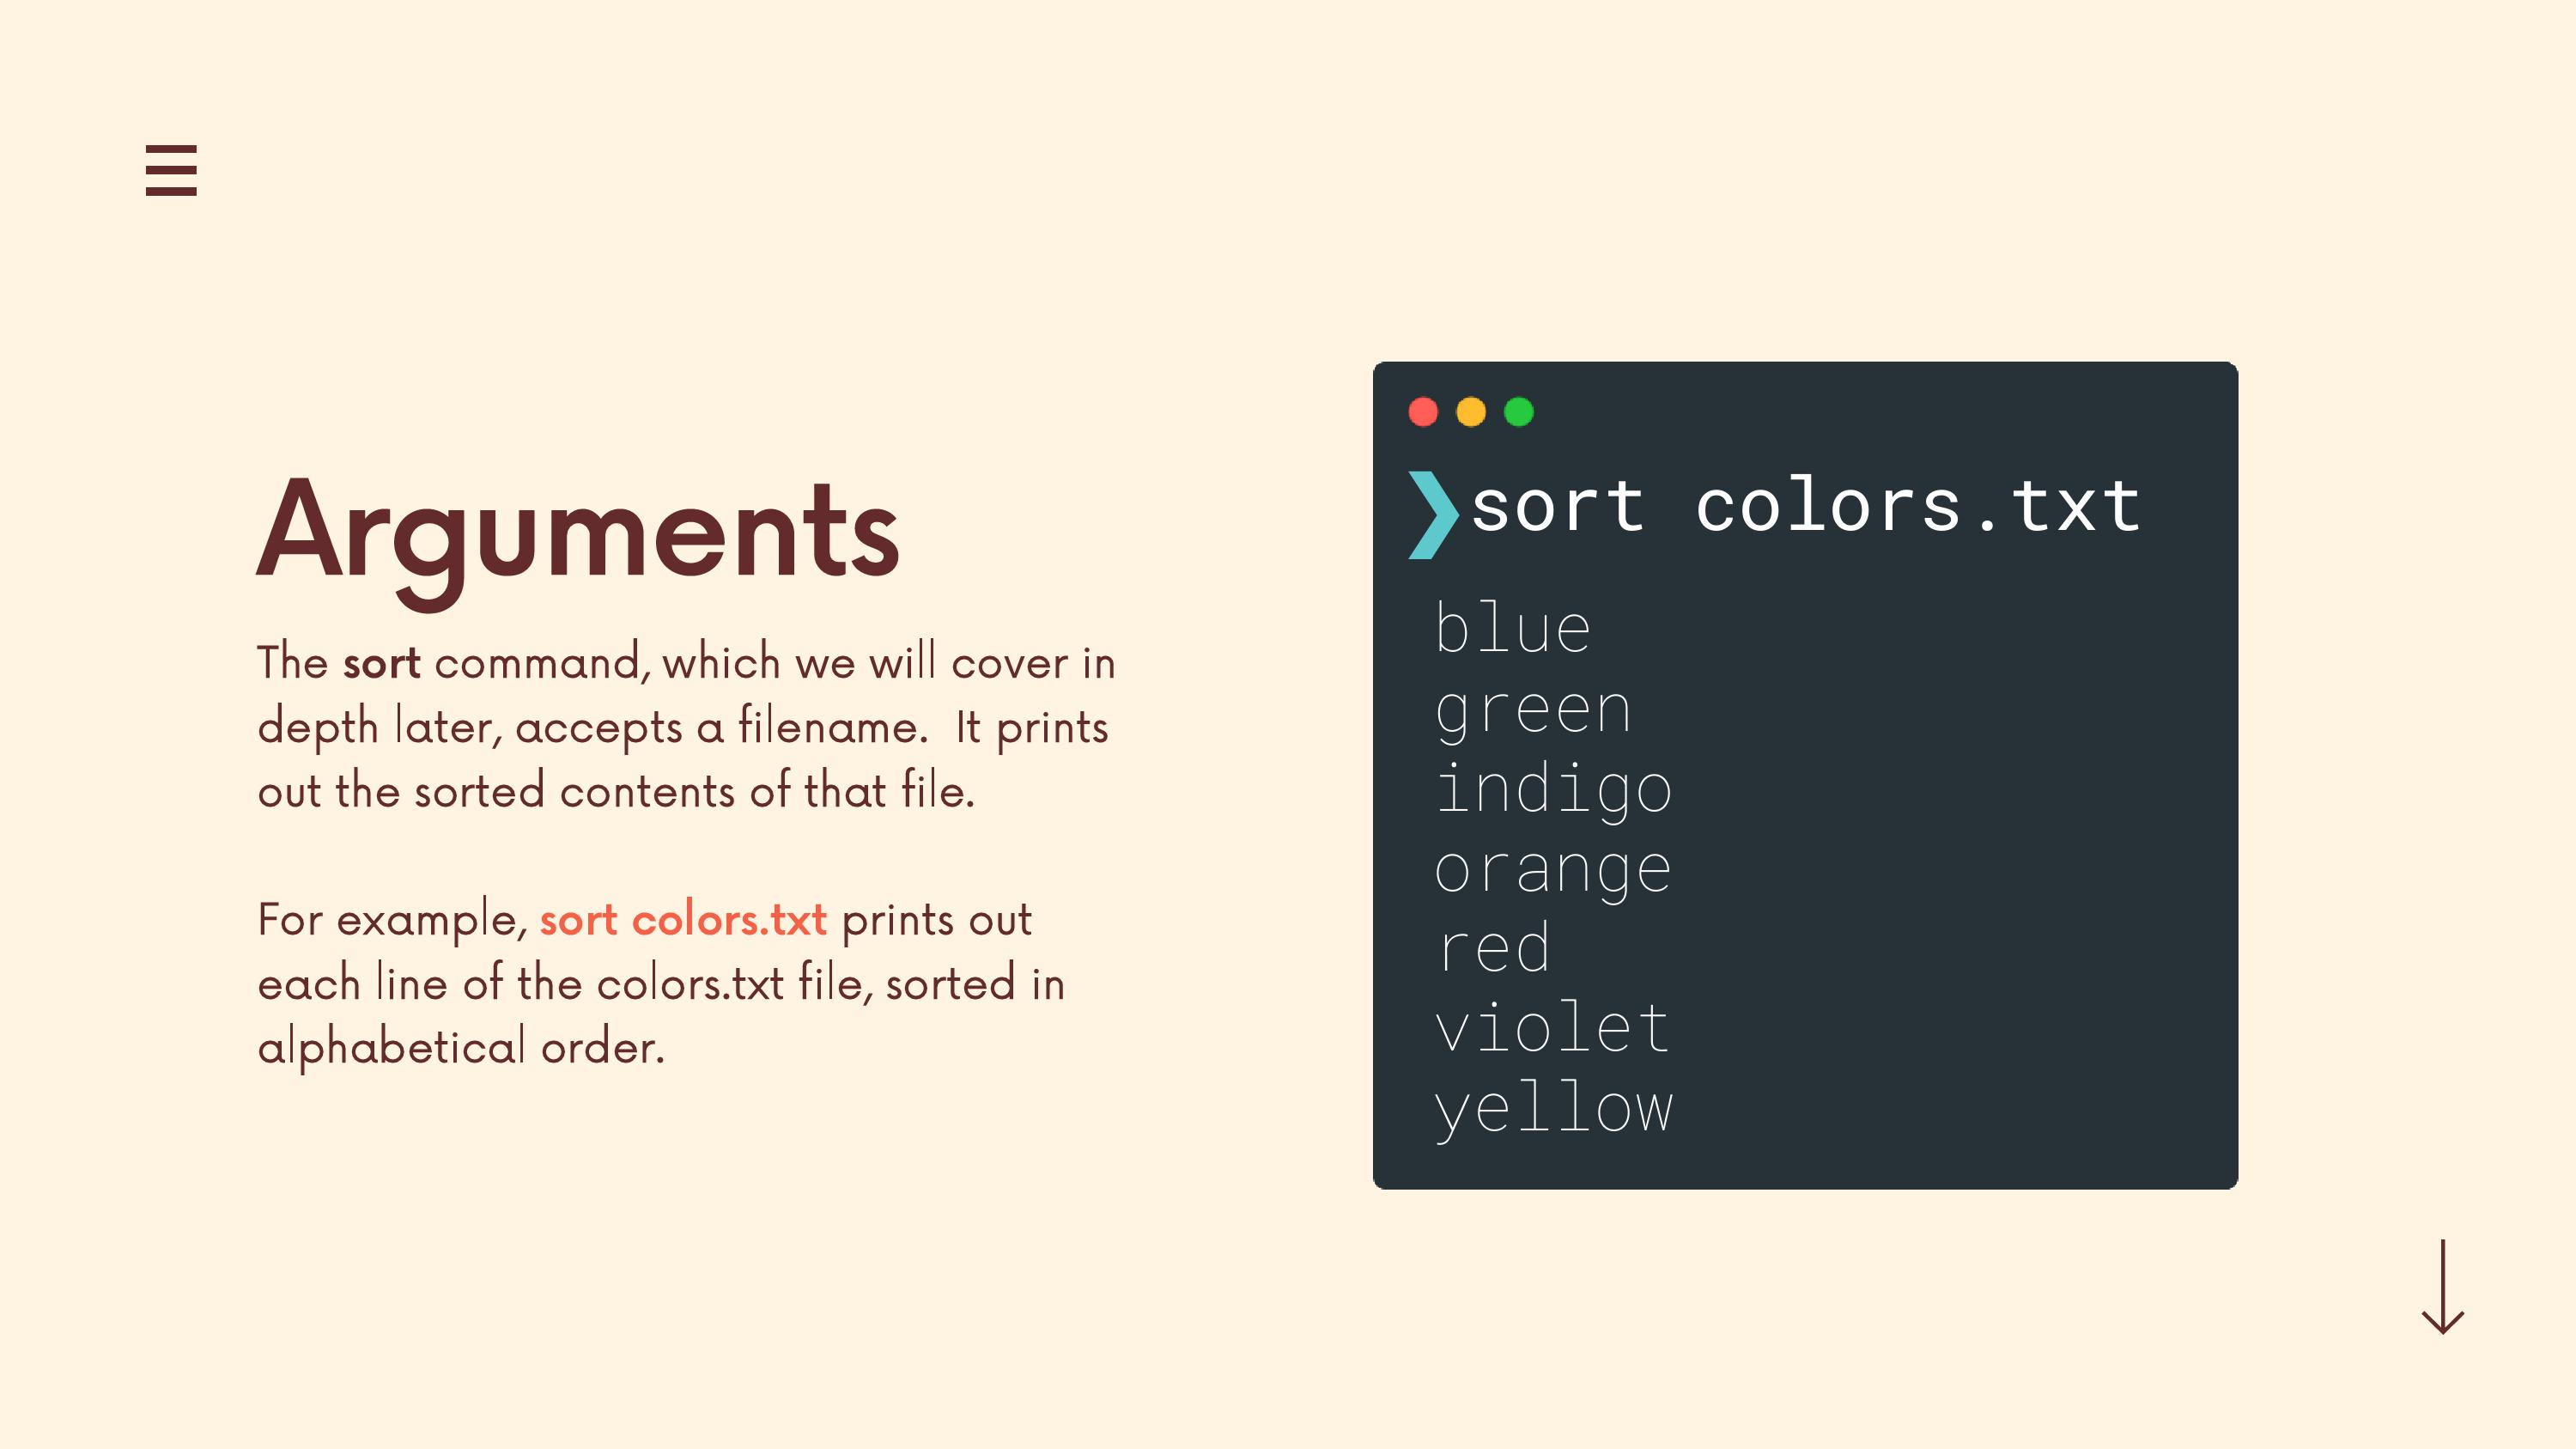 Arguments
The sort command, which we will cover in
depth later, accepts a filename.  It prints
out the sorted contents of that file.
For example, sort colors.txt prints out
each line of the colors.txt file, sorted in
alphabetical order.
❯sort colors.txt
blue
green
indigo
orange
red
violet
yellow